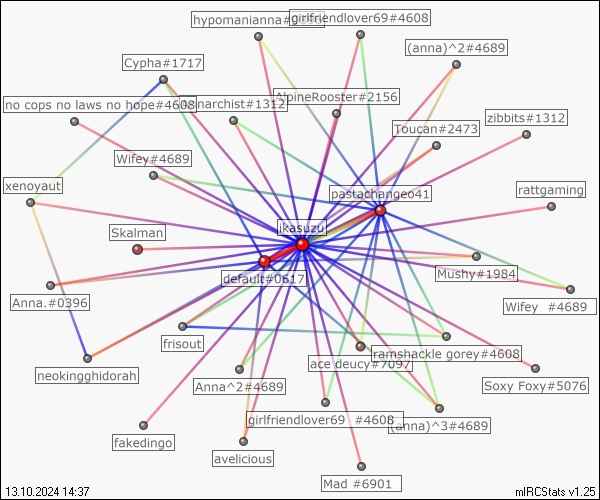 hypomanianna#
girlfriendlover69#4608
(anna)^2#4689
Cypha#1717
AlpineRooster#2156
no cops no laws no hope#4608
narchist#1312
zibbits#1312
Toucan#2473
Wifey#4689
xenoyaut
pastachangeo41
rattgaming
ikasuzu
Skalman
default#0617
Mushy#1984
Anna.#0396
Wifey #4689
frisout
ramshackle gorey#4608
ace deucy#7097
neokingghidorah
Anna^2#4689
Soxy Foxy#5076
girlfriendlover69 #4608
(anna)^3#4689
fakedingo
avelicious
Mad #6901
13.10.2024 14:37
mIRCStats v1.25